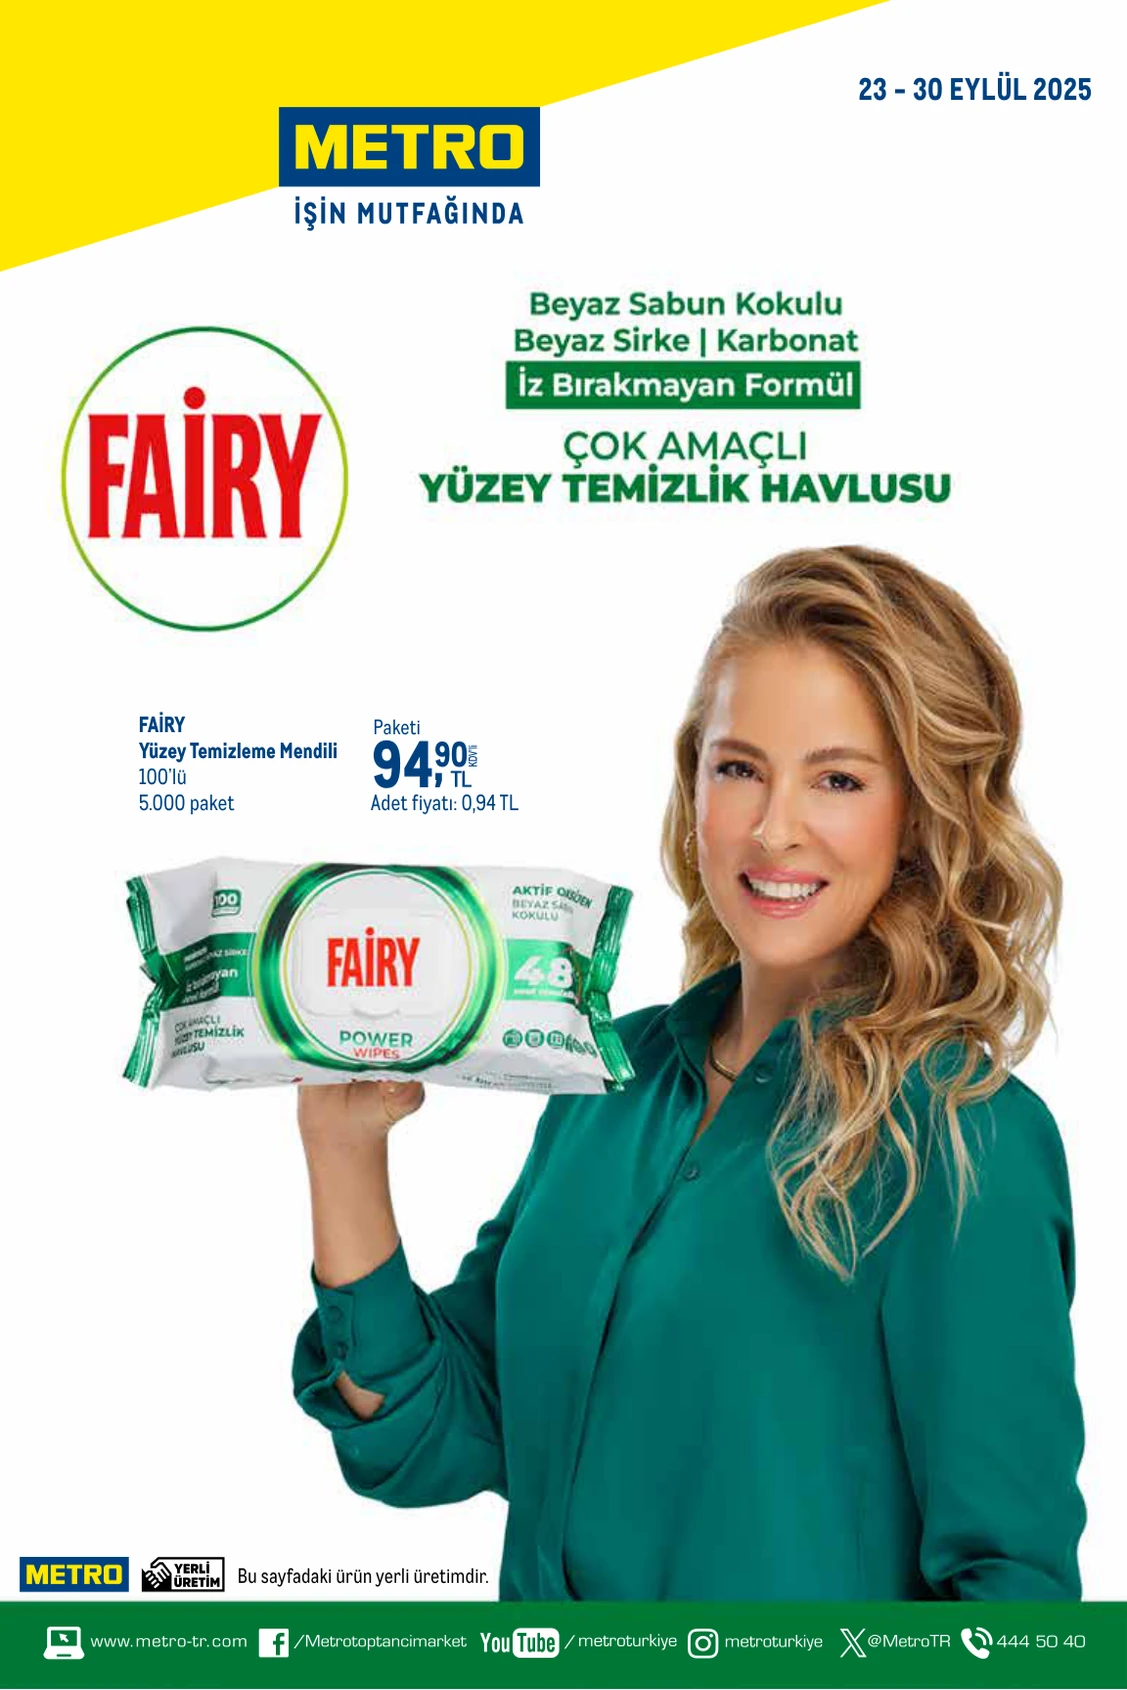 23 - 30 EYLÜL 2025
METRO
İŞİN MUTFAĞINDA
Beyaz Sabun Kokulu
Beyaz Sirke | Karbonat
İz Bırakmayan Formül
ÇOK AMAÇLI
YÜZEY TEMİZLİK HAVLUSU
FAİRY
FAİRY
Yüzey Temizleme Mendili
100'lü
5.000 paket
Paketi
94,90 TL KDV'li
Adet fiyatı: 0,94 TL
100
AKTİF OKSİJEN
BEYAZ
KOKULU
FAİRY
48
POWER
WIPES
ÇOK AMAÇLI
YÜZEY TEMİZLİK
HAVLUSU
METRO
YERLİ
ÜRETİM
Bu sayfadaki ürün yerli üretimdir.
www.metro-tr.com
/Metrotoptancimarket
YouTube / metroturkiye
metroturkiye
@MetroTR
444 50 40